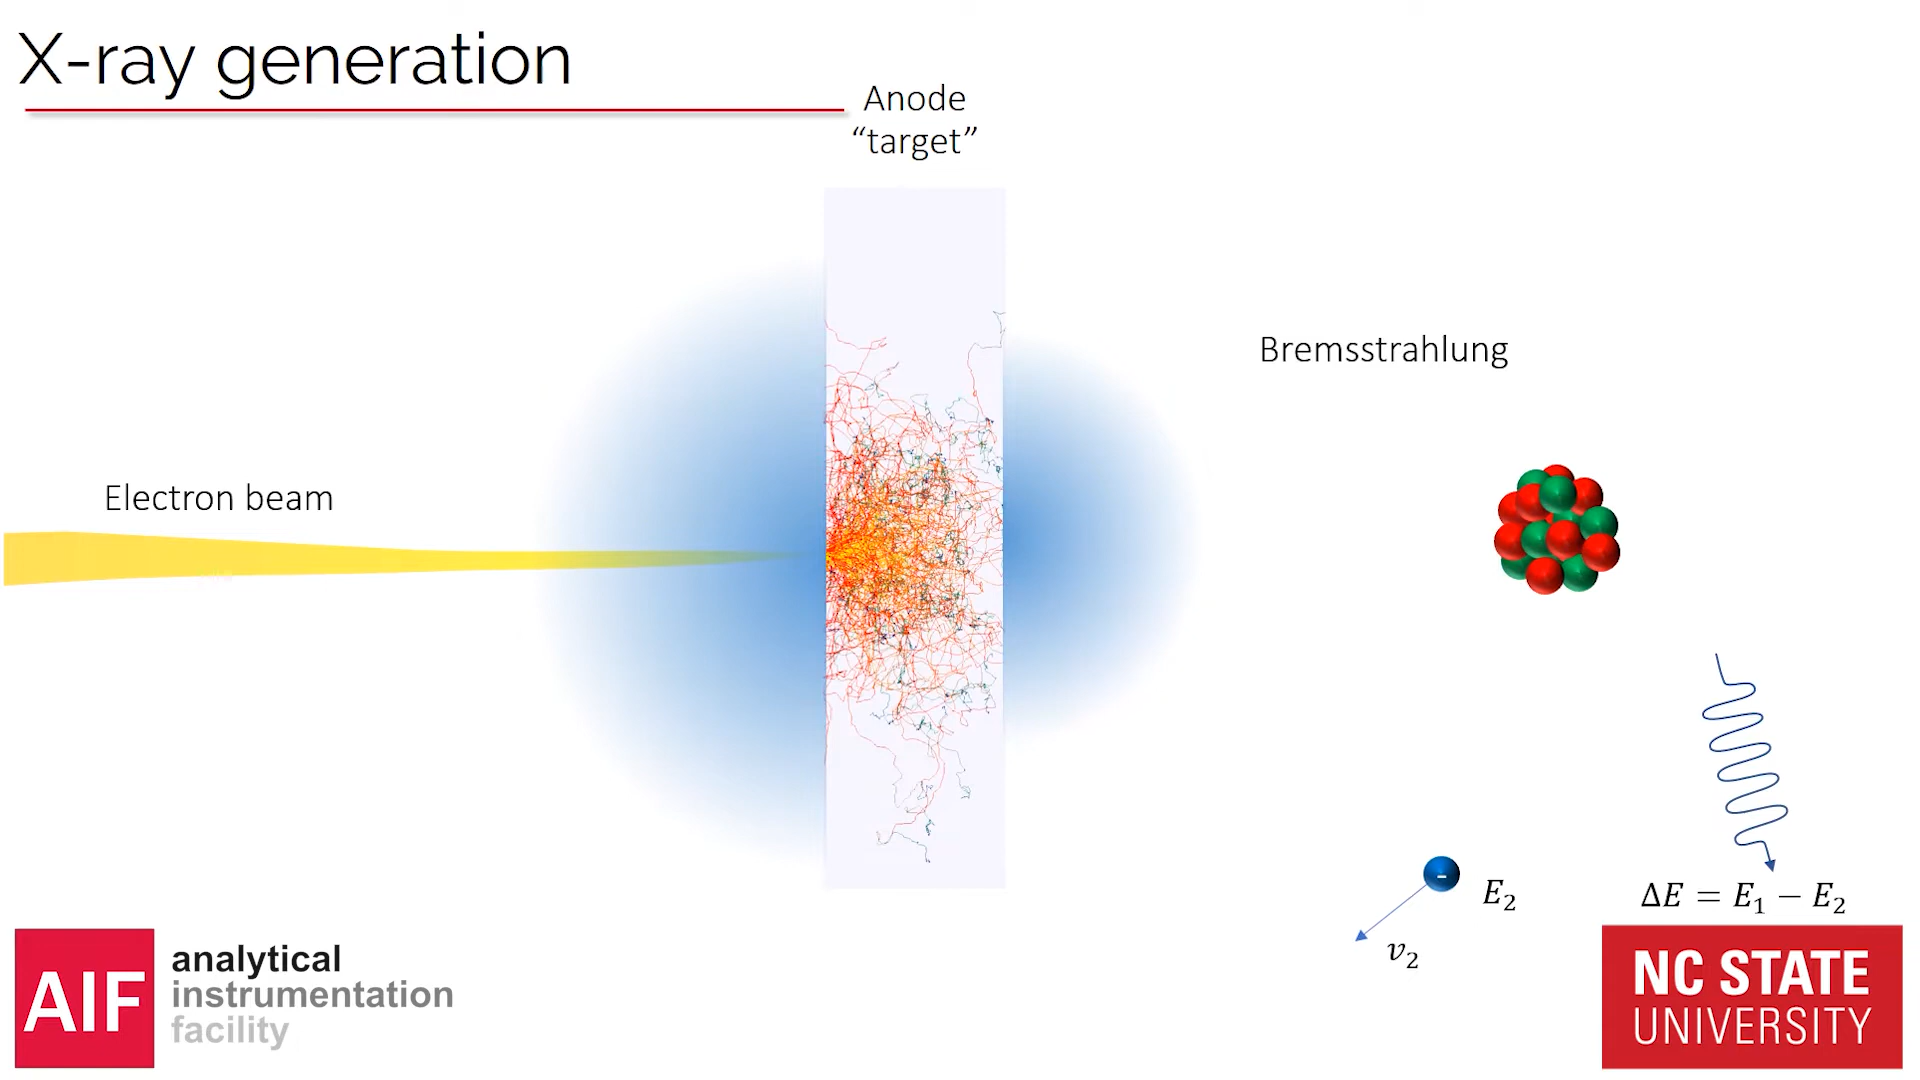 X-ray generation
Anode
“target”
Bremsstrahlung
Electron beam
-
E₂
v₂
ΔE = E₁ − E₂
AIF
analytical
instrumentation
facility
NC STATE
UNIVERSITY